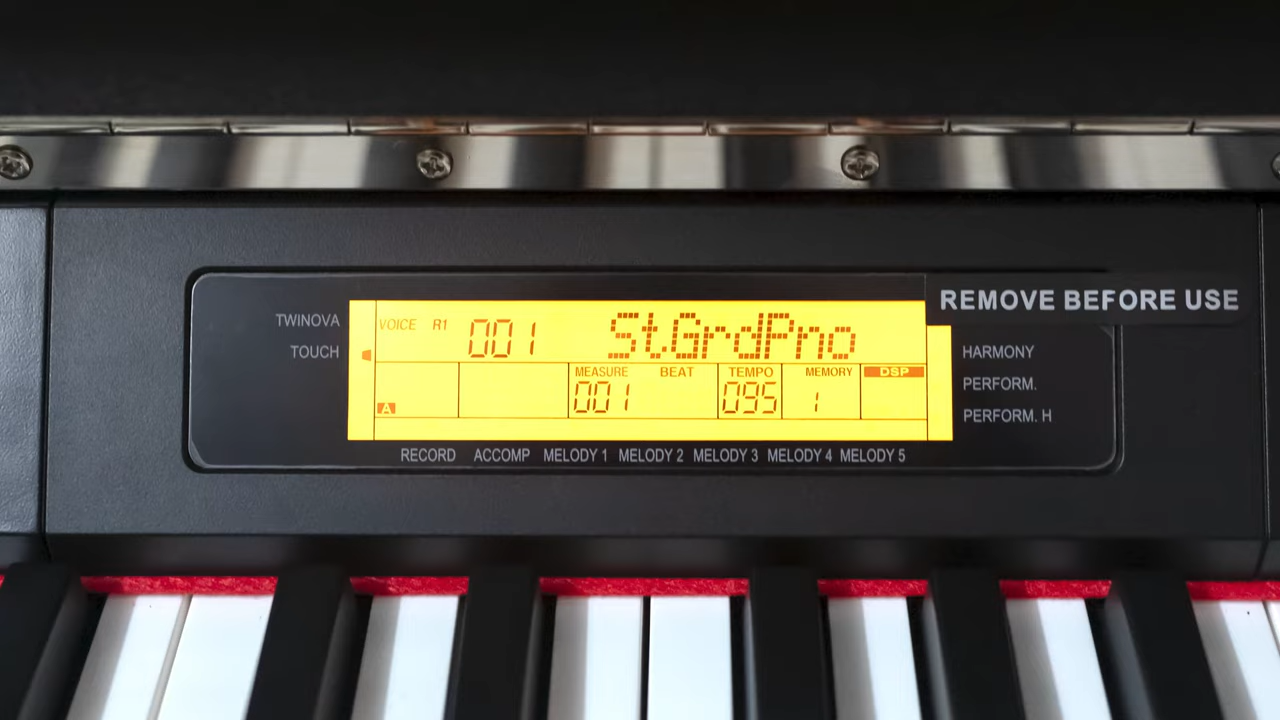 REMOVE BEFORE USE
TWINOVA
TOUCH
VOICE R1 001 St.GrdPno
MEASURE BEAT TEMPO MEMORY DSP
001 095 1
A
HARMONY
PERFORM.
PERFORM. H
RECORD ACCOMP MELODY 1 MELODY 2 MELODY 3 MELODY 4 MELODY 5